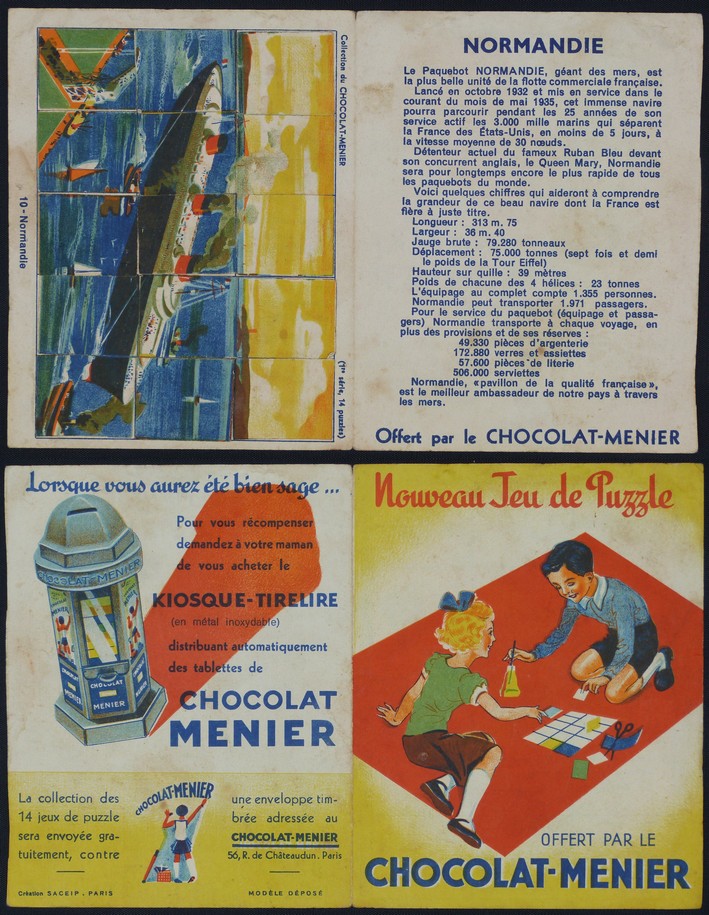 Collection du CHOCOLAT-MENIER
10 - Normandie
(1re série, 14 puzzles)
NORMANDIE
Le Paquebot NORMANDIE, géant des mers, est
la plus belle unité de la flotte commerciale française.
Lancé en octobre 1932 et mis en service dans le
courant du mois de mai 1935, cet immense navire
pourra parcourir pendant les 25 années de son
service actif les 3.000 mille marins qui séparent
la France des États-Unis, en moins de 5 jours, à
la vitesse moyenne de 30 nœuds.
Détenteur actuel du fameux Ruban Bleu devant
son concurrent anglais, le Queen Mary, Normandie
sera pour longtemps encore le plus rapide de tous
les paquebots du monde.
Voici quelques chiffres qui aideront à comprendre
la grandeur de ce beau navire dont la France est
fière à juste titre.
Longueur : 313 m. 75
Largeur : 36 m. 40
Jauge brute : 79.280 tonneaux
Déplacement : 75.000 tonnes (sept fois et demi
le poids de la Tour Eiffel)
Hauteur sur quille : 39 mètres
Poids de chacune des 4 hélices : 23 tonnes
L'équipage au complet compte 1.355 personnes.
Normandie peut transporter 1.971 passagers.
Pour le service du paquebot (équipage et passa-
gers) Normandie transporte à chaque voyage, en
plus des provisions et de ses réserves :
49.330 pièces d'argenterie
172.880 verres et assiettes
57.600 pièces de literie
506.000 serviettes
Normandie, «pavillon de la qualité française»,
est le meilleur ambassadeur de notre pays à travers
les mers.
Offert par le CHOCOLAT-MENIER
Lorsque vous aurez été bien sage ...
Pour vous récompenser
demandez à votre maman
de vous acheter le
KIOSQUE-TIRELIRE
(en métal inoxydable)
distribuant automatiquement
des tablettes de
CHOCOLAT
MENIER
CHOCOLAT-MENIER
MENIER
CHOCOLAT
MENIER
La collection des
14 jeux de puzzle
sera envoyée gra-
tuitement, contre
CHOCOLAT-MENIER
une enveloppe tim-
brée adressée au
CHOCOLAT-MENIER
56, R. de Châteaudun. Paris
Création SACEIP. PARIS
MODÈLE DÉPOSÉ
Nouveau Jeu de Puzzle
OFFERT PAR LE
CHOCOLAT-MENIER